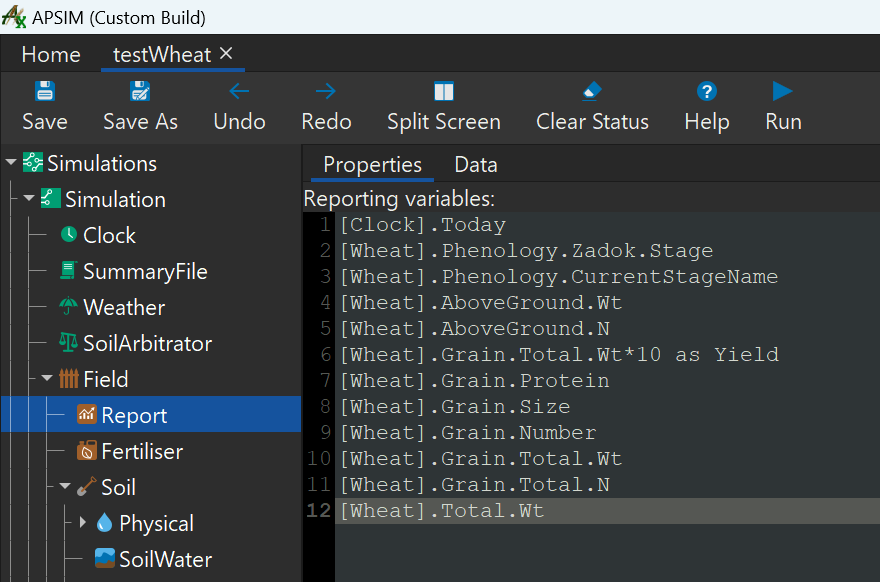 APSIM (Custom Build)
Home testWheat ×
Save Save As Undo Redo Split Screen Clear Status Help Run
Simulations
Simulation
Clock
SummaryFile
Weather
SoilArbitrator
Field
Report
Fertiliser
Soil
Physical
SoilWater
Properties Data
Reporting variables:
1 [Clock].Today
2 [Wheat].Phenology.Zadok.Stage
3 [Wheat].Phenology.CurrentStageName
4 [Wheat].AboveGround.Wt
5 [Wheat].AboveGround.N
6 [Wheat].Grain.Total.Wt*10 as Yield
7 [Wheat].Grain.Protein
8 [Wheat].Grain.Size
9 [Wheat].Grain.Number
10 [Wheat].Grain.Total.Wt
11 [Wheat].Grain.Total.N
12 [Wheat].Total.Wt